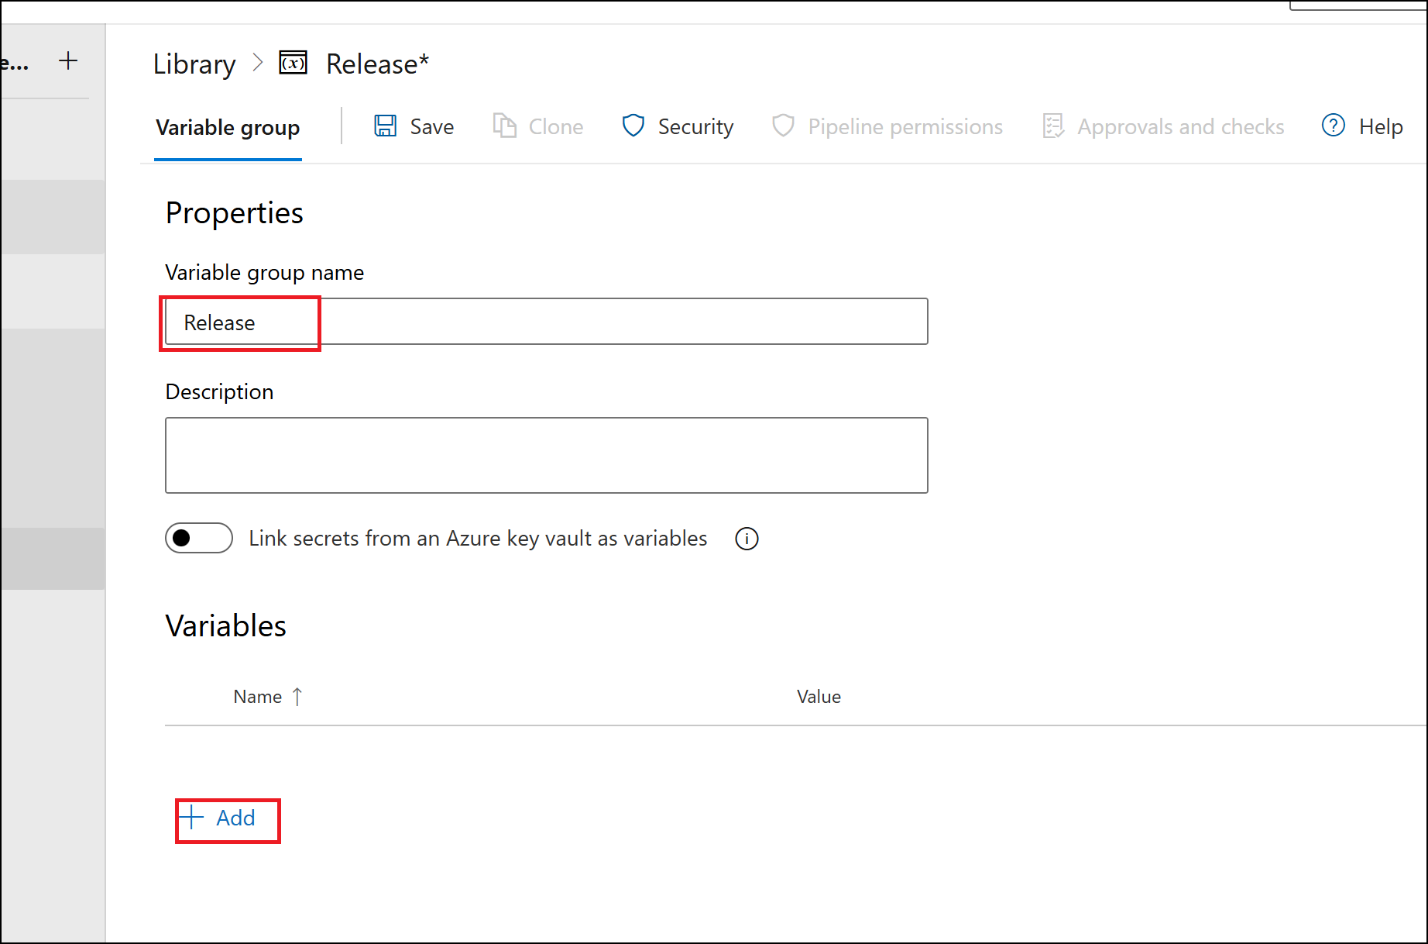 e...
Library > Release*
Variable group Save Clone Security Pipeline permissions Approvals and checks Help
Properties
Variable group name
Release
Description
Link secrets from an Azure key vault as variables
Variables
Name ↑ Value
+ Add